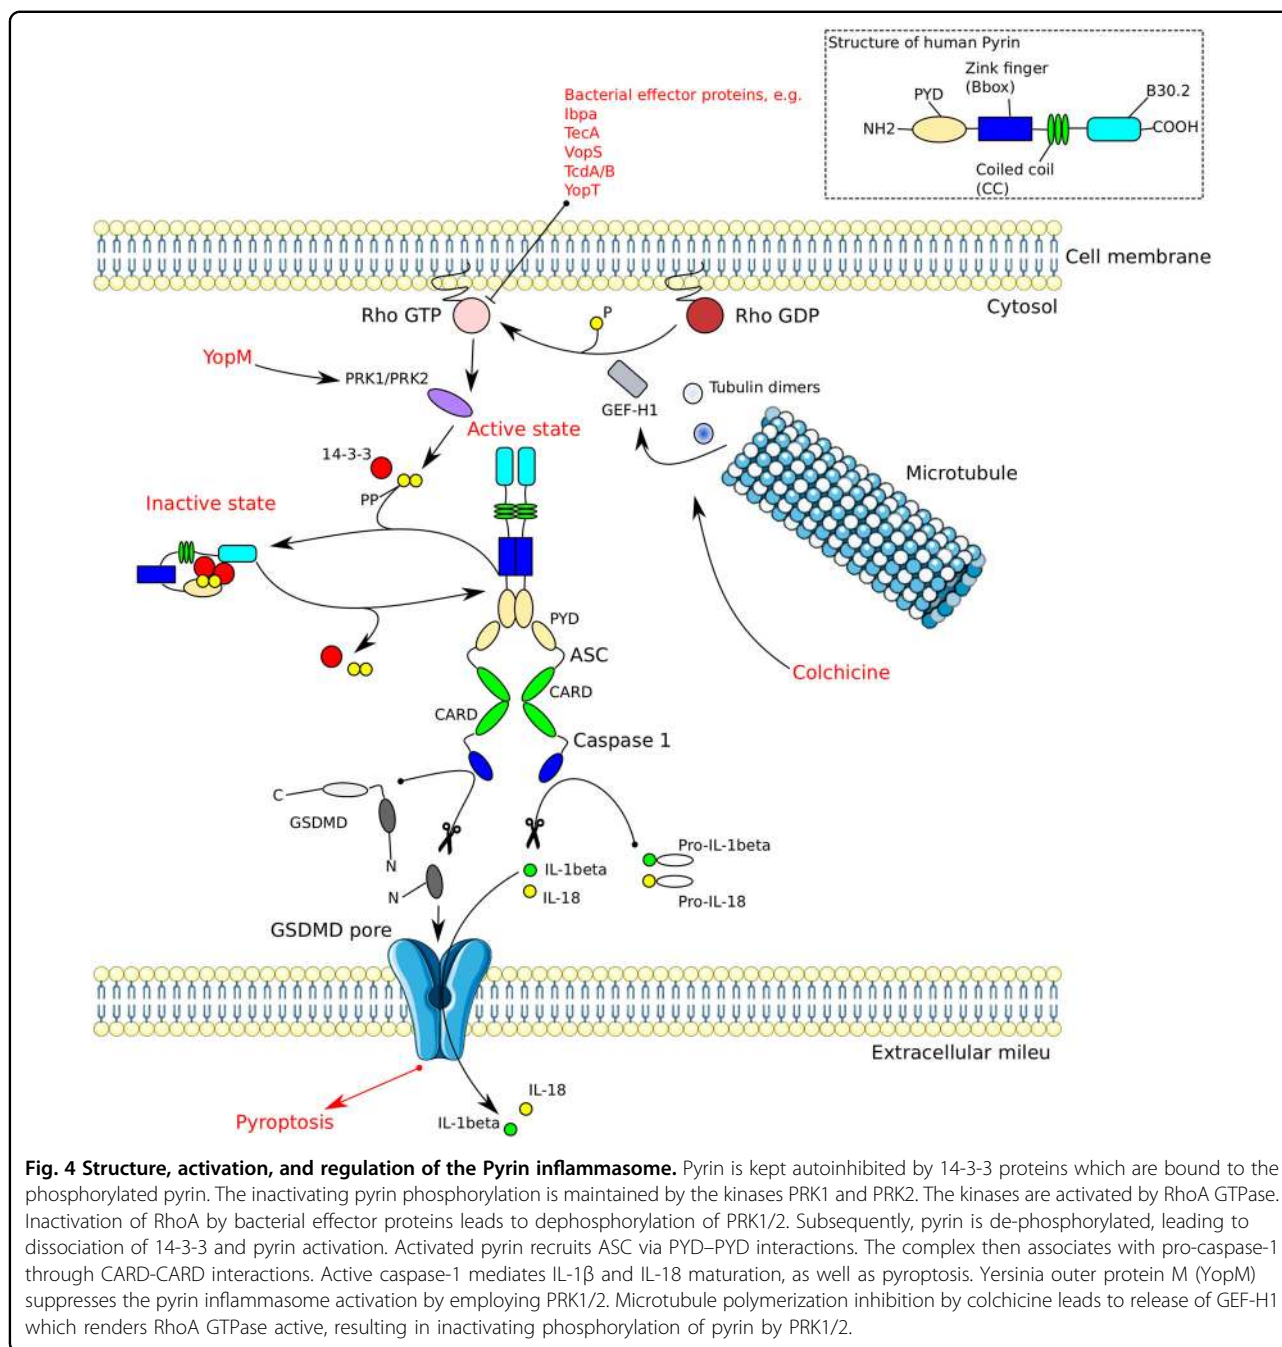 Structure of human Pyrin
Zink finger
(Bbox)
PYD
B30.2
NH2
COOH
Coiled coil
(CC)
Bacterial effector proteins, e.g.
Ibpa
TecA
VopS
TcdA/B
YopT
Cell membrane
Cytosol
Rho GTP
P
Rho GDP
YopM
PRK1/PRK2
GEF-H1
Tubulin dimers
Active state
14-3-3
Microtubule
PP
Inactive state
PYD
ASC
Colchicine
CARD
CARD
Caspase 1
C
GSDMD
N
Pro-IL-1beta
IL-1beta
N
IL-18
Pro-IL-18
GSDMD pore
Extracellular mileu
IL-18
Pyroptosis
IL-1beta
Fig. 4 Structure, activation, and regulation of the Pyrin inflammasome. Pyrin is kept autoinhibited by 14-3-3 proteins which are bound to the
phosphorylated pyrin. The inactivating pyrin phosphorylation is maintained by the kinases PRK1 and PRK2. The kinases are activated by RhoA GTPase.
Inactivation of RhoA by bacterial effector proteins leads to dephosphorylation of PRK1/2. Subsequently, pyrin is de-phosphorylated, leading to
dissociation of 14-3-3 and pyrin activation. Activated pyrin recruits ASC via PYD–PYD interactions. The complex then associates with pro-caspase-1
through CARD-CARD interactions. Active caspase-1 mediates IL-1β and IL-18 maturation, as well as pyroptosis. Yersinia outer protein M (YopM)
suppresses the pyrin inflammasome activation by employing PRK1/2. Microtubule polymerization inhibition by colchicine leads to release of GEF-H1
which renders RhoA GTPase active, resulting in inactivating phosphorylation of pyrin by PRK1/2.